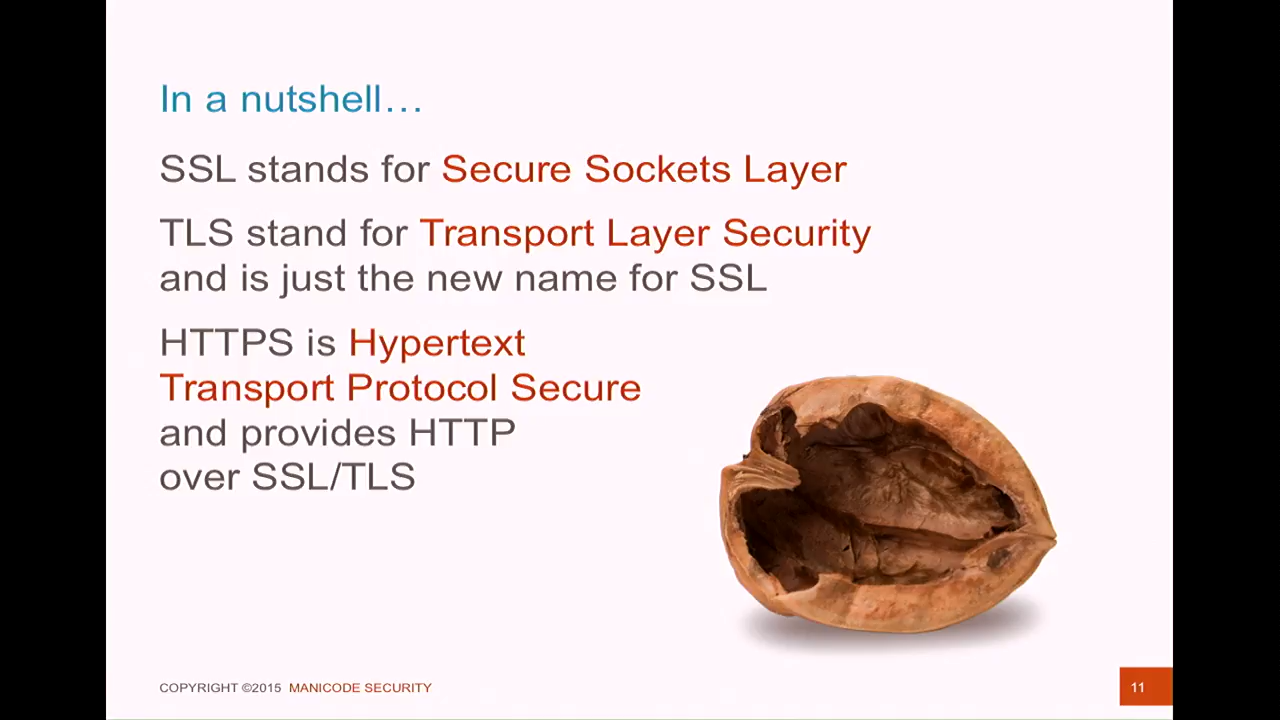 In a nutshell…
SSL stands for Secure Sockets Layer
TLS stand for Transport Layer Security
and is just the new name for SSL
HTTPS is Hypertext
Transport Protocol Secure
and provides HTTP
over SSL/TLS
COPYRIGHT ©2015 MANICODE SECURITY
11